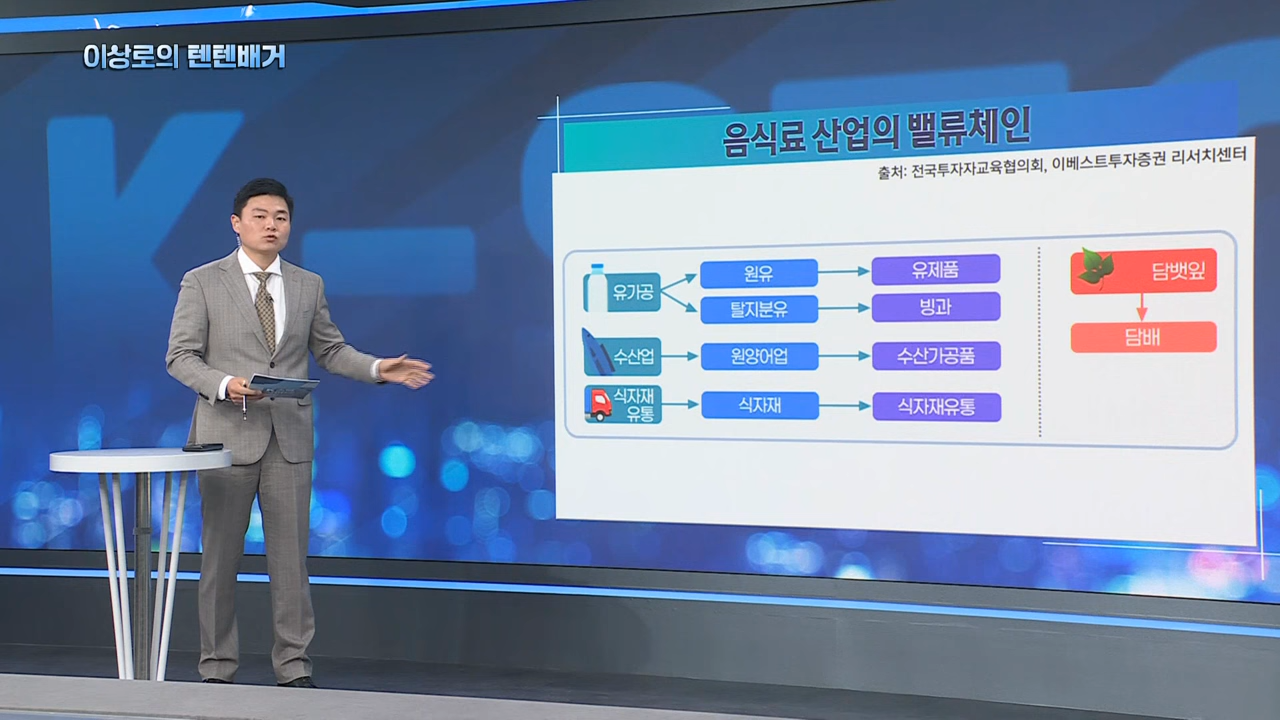 이상로의 텐텐배거
K-
음식료 산업의 밸류체인
출처: 전국투자자교육협의회, 이베스트투자증권 리서치센터
유가공
원유
유제품
탈지분유
빙과
수산업
원양어업
수산가공품
식자재
유통
식자재
식자재유통
담뱃잎
담배